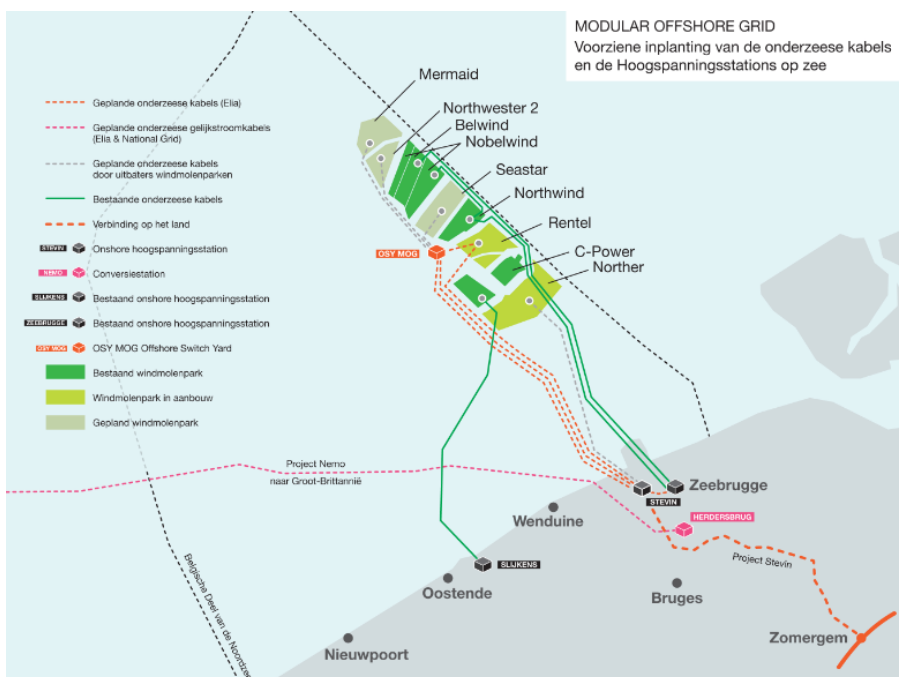 MODULAR OFFSHORE GRID
Voorziene inplanting van de onderzeese kabels
en de Hoogspanningsstations op zee
Mermaid
Northwester 2
Belwind
Nobelwind
Seastar
Northwind
Rentel
C-Power
Norther
Geplande onderzeese kabels (Elia)
Geplande onderzeese gelijkstroomkabels
(Elia & National Grid)
Geplande onderzeese kabels
door uitbaters windmolenparken
Bestaande onderzeese kabels
Verbinding op het land
STEVIN Onshore hoogspanningsstation
NEMO Conversiestation
SLIJKENS Bestaand onshore hoogspanningsstation
ZEEBRUGGE Bestaand onshore hoogspanningsstation
OSY MOG OSY MOG Offshore Switch Yard
Bestaand windmolenpark
Windmolenpark in aanbouw
Gepland windmolenpark
OSY MOG
Project Nemo
naar Groot-Brittannië
Zeebrugge
STEVIN
HERDERSBRUG
Wenduine
Project Stevin
SLIJKENS
Oostende
Bruges
Belgische Deel van de Noordzee
Nieuwpoort
Zomergem